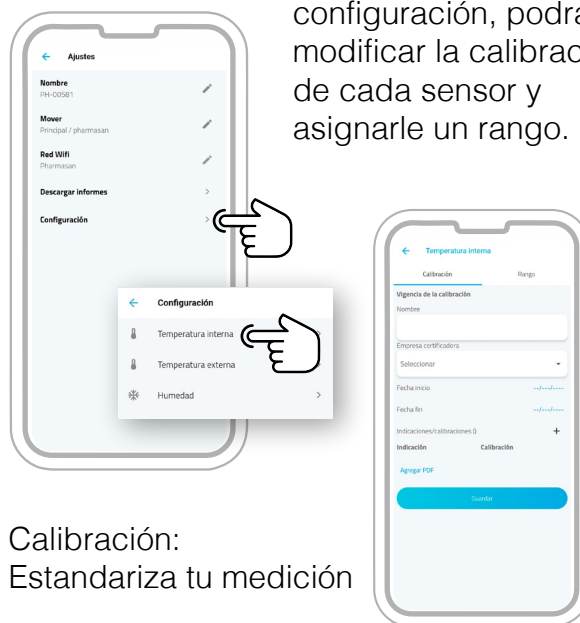 configuración, podrá
modificar la calibrac
de cada sensor y
asignarle un rango.
Ajustes
Nombre
PH-00581
Mover
Principal / pharmasan
Red Wifi
Pharmasan
Descargar informes
Configuración
Configuración
Temperatura interna
Temperatura externa
Humedad
Temperatura interna
Calibración Rango
Vigencia de la calibración
Nombre
Empresa certificadora
Seleccionar
Fecha inicio --/---/----
Fecha fin --/---/----
Indicaciones/calibraciones () +
Indicación Calibración
Agregar PDF
Guardar
Calibración:
Estandariza tu medición